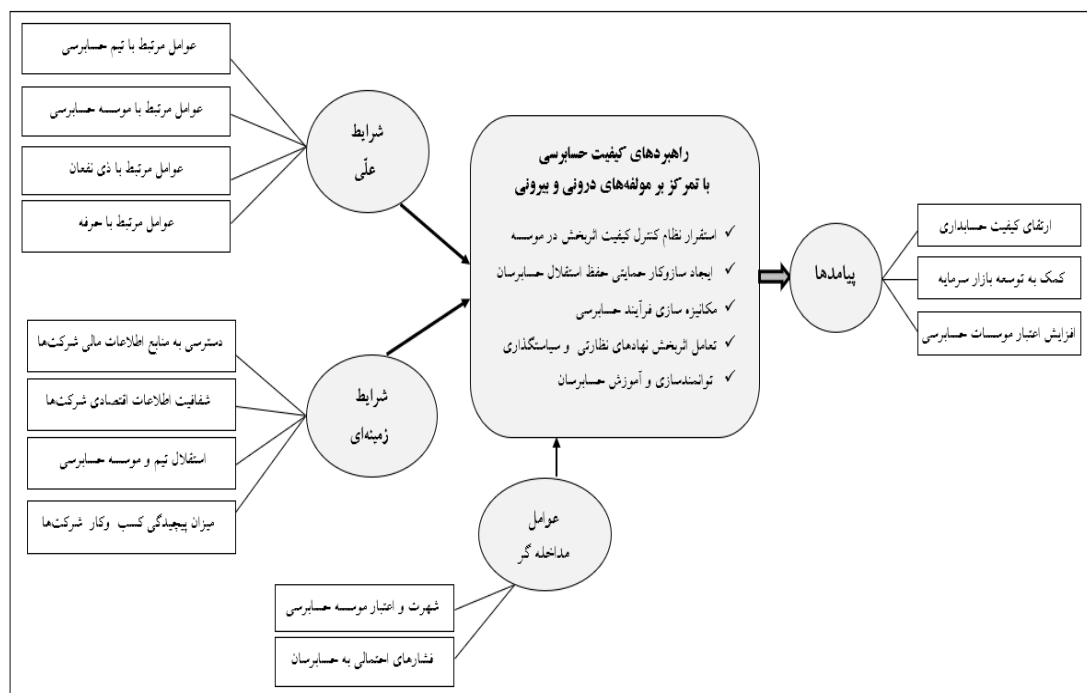 عوامل مرتبط با تیم حسابرسی
عوامل مرتبط با موسسه حسابرسی
عوامل مرتبط با ذی نفعان
عوامل مرتبط با حرفه
شرایط
علّی
دسترسی به منابع اطلاعات مالی شرکت‌ها
شفافیت اطلاعات اقتصادی شرکت‌ها
استقلال تیم و موسسه حسابرسی
میزان پیچیدگی کسب وکار شرکت‌ها
شرایط
زمینه‌ای
راهبردهای کیفیت حسابرسی
با تمرکز بر مولفه‌های درونی و بیرونی
✓ استقرار نظام کنترل کیفیت اثربخش در موسسه
✓ ایجاد سازوکار حمایتی حفظ استقلال حسابرسان
✓ مکانیزه سازی فرآیند حسابرسی
✓ تعامل اثربخش نهادهای نظارتی و سیاستگذاری
✓ توانمندسازی و آموزش حسابرسان
عوامل
مداخله گر
شهرت و اعتبار موسسه حسابرسی
فشارهای احتمالی به حسابرسان
پیامدها
ارتقای کیفیت حسابداری
کمک به توسعه بازار سرمایه
افزایش اعتبار موسسات حسابرسی